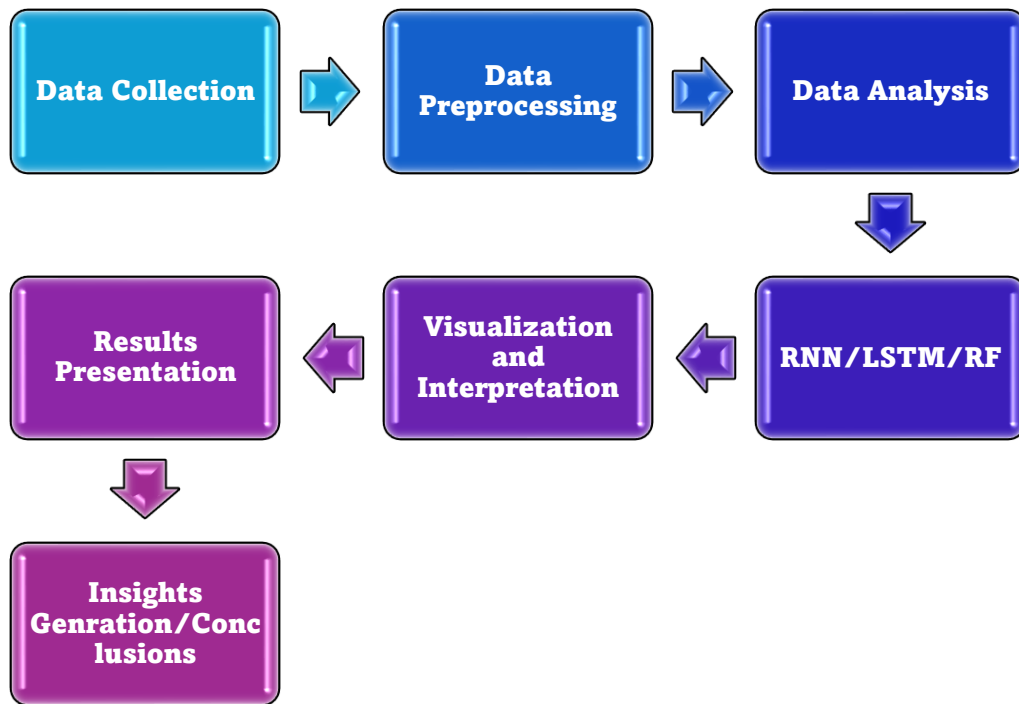 Data Collection
Data
Preprocessing
Data Analysis
RNN/LSTM/RF
Visualization
and
Interpretation
Results
Presentation
Insights
Genration/Conc
lusions